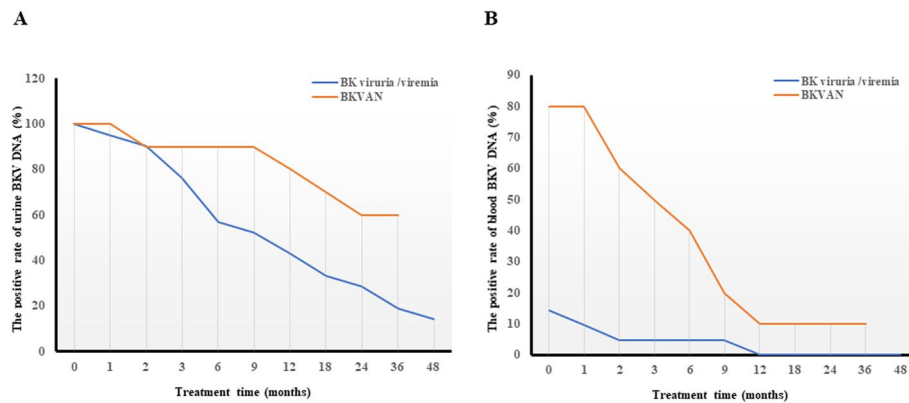 A
B
120
100
80
60
40
20
0
The positive rate of urine BKV DNA (%)
BK viruria /viremia
BKVAN
0 1 2 3 6 9 12 18 24 36 48
Treatment time (months)
90
80
70
60
50
40
30
20
10
0
The positive rate of blood BKV DNA (%)
BK viruria /viremia
BKVAN
0 1 2 3 6 9 12 18 24 36 48
Treatment time (months)